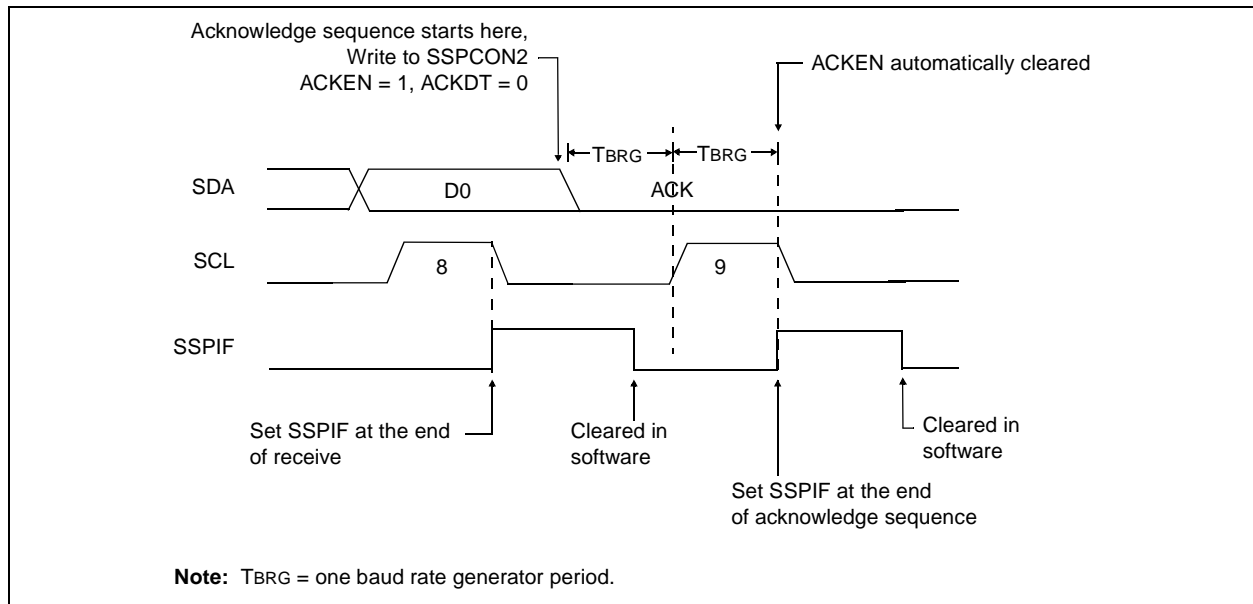 Acknowledge sequence starts here,
Write to SSPCON2
ACKEN = 1, ACKDT = 0
ACKEN automatically cleared
TBRG
TBRG
SDA
D0
ACK
SCL
8
9
SSPIF
Set SSPIF at the end
of receive
Cleared in
software
Cleared in
software
Set SSPIF at the end
of acknowledge sequence
Note: TBRG = one baud rate generator period.